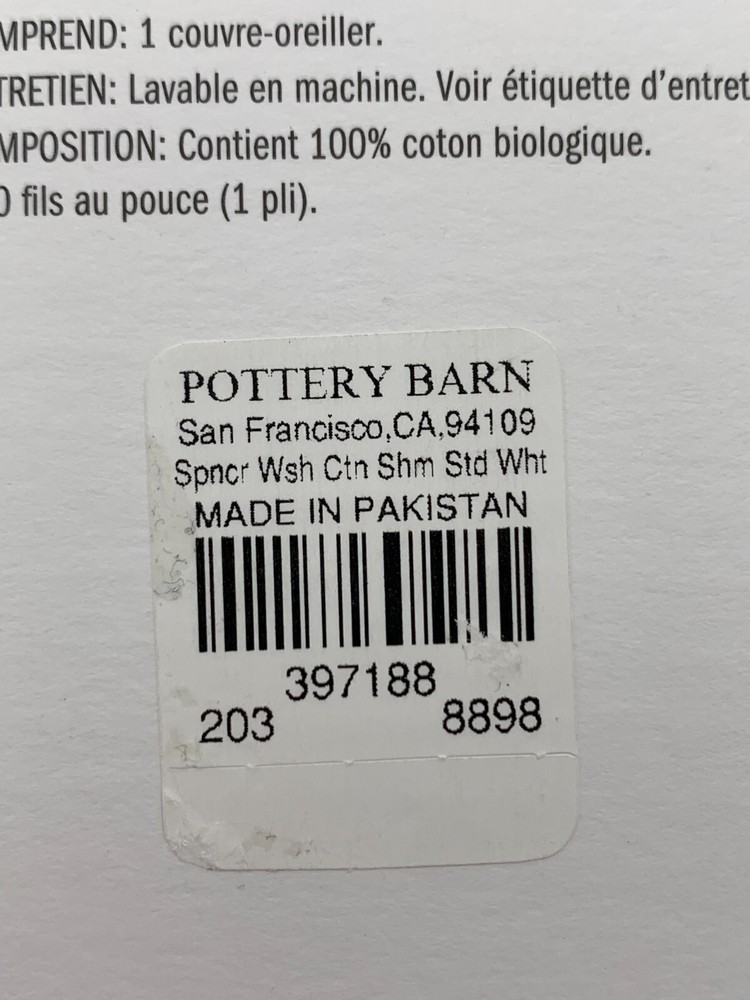 MPREND: 1 couvre-oreiller.
TRETIEN: Lavable en machine. Voir étiquette d'entret
MPOSITION: Contient 100% coton biologique.
0 fils au pouce (1 pli).
POTTERY BARN
San Francisco,CA,94109
Spncr Wsh Ctn Shm Std Wht
MADE IN PAKISTAN
397188
203 8898